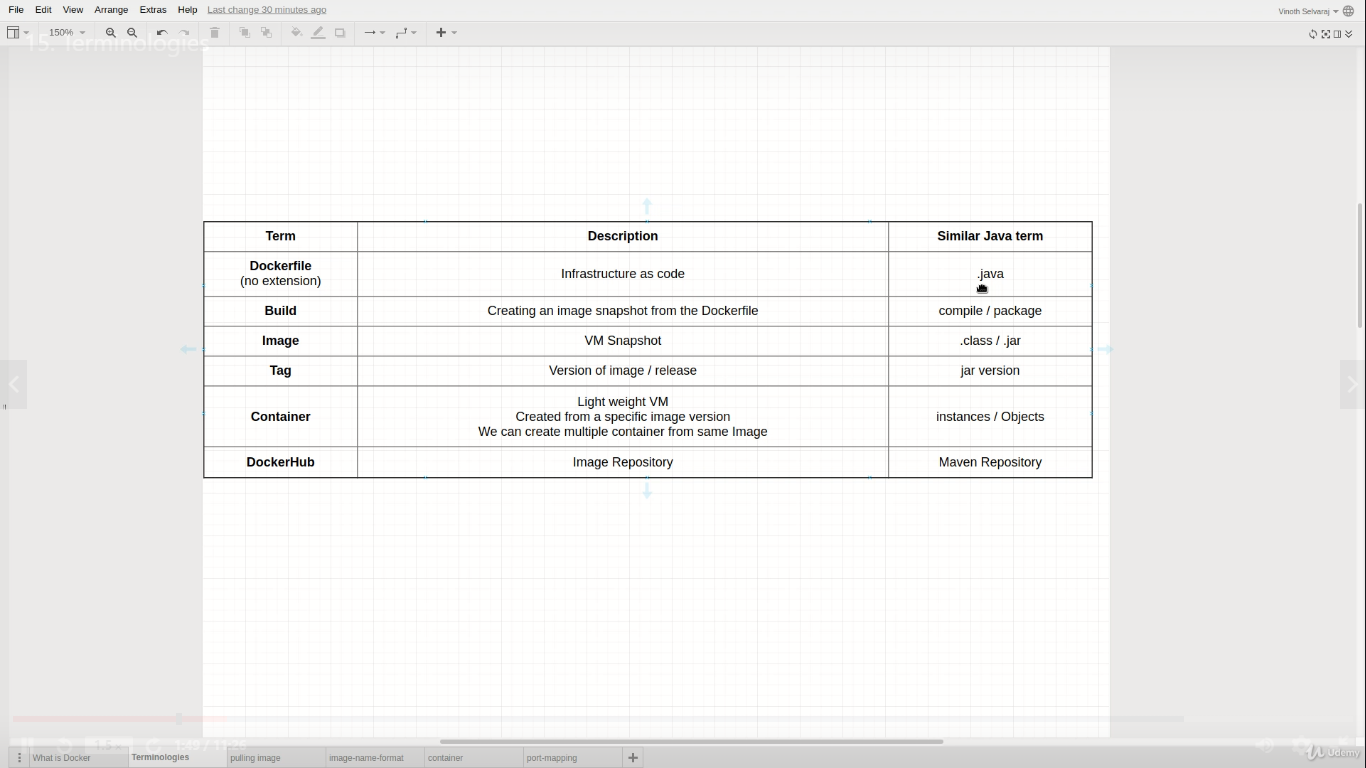 File Edit View Arrange Extras Help Last change 30 minutes ago
Vinoth Selvaraj
150%
15. Terminologies
Term Description Similar Java term
Dockerfile
(no extension) Infrastructure as code .java
Build Creating an image snapshot from the Dockerfile compile / package
Image VM Snapshot .class / .jar
Tag Version of image / release jar version
Container
Light weight VM
Created from a specific image version
We can create multiple container from same Image
instances / Objects
DockerHub Image Repository Maven Repository
What is Docker Terminologies pulling image image-name-format container port-mapping
Udemy